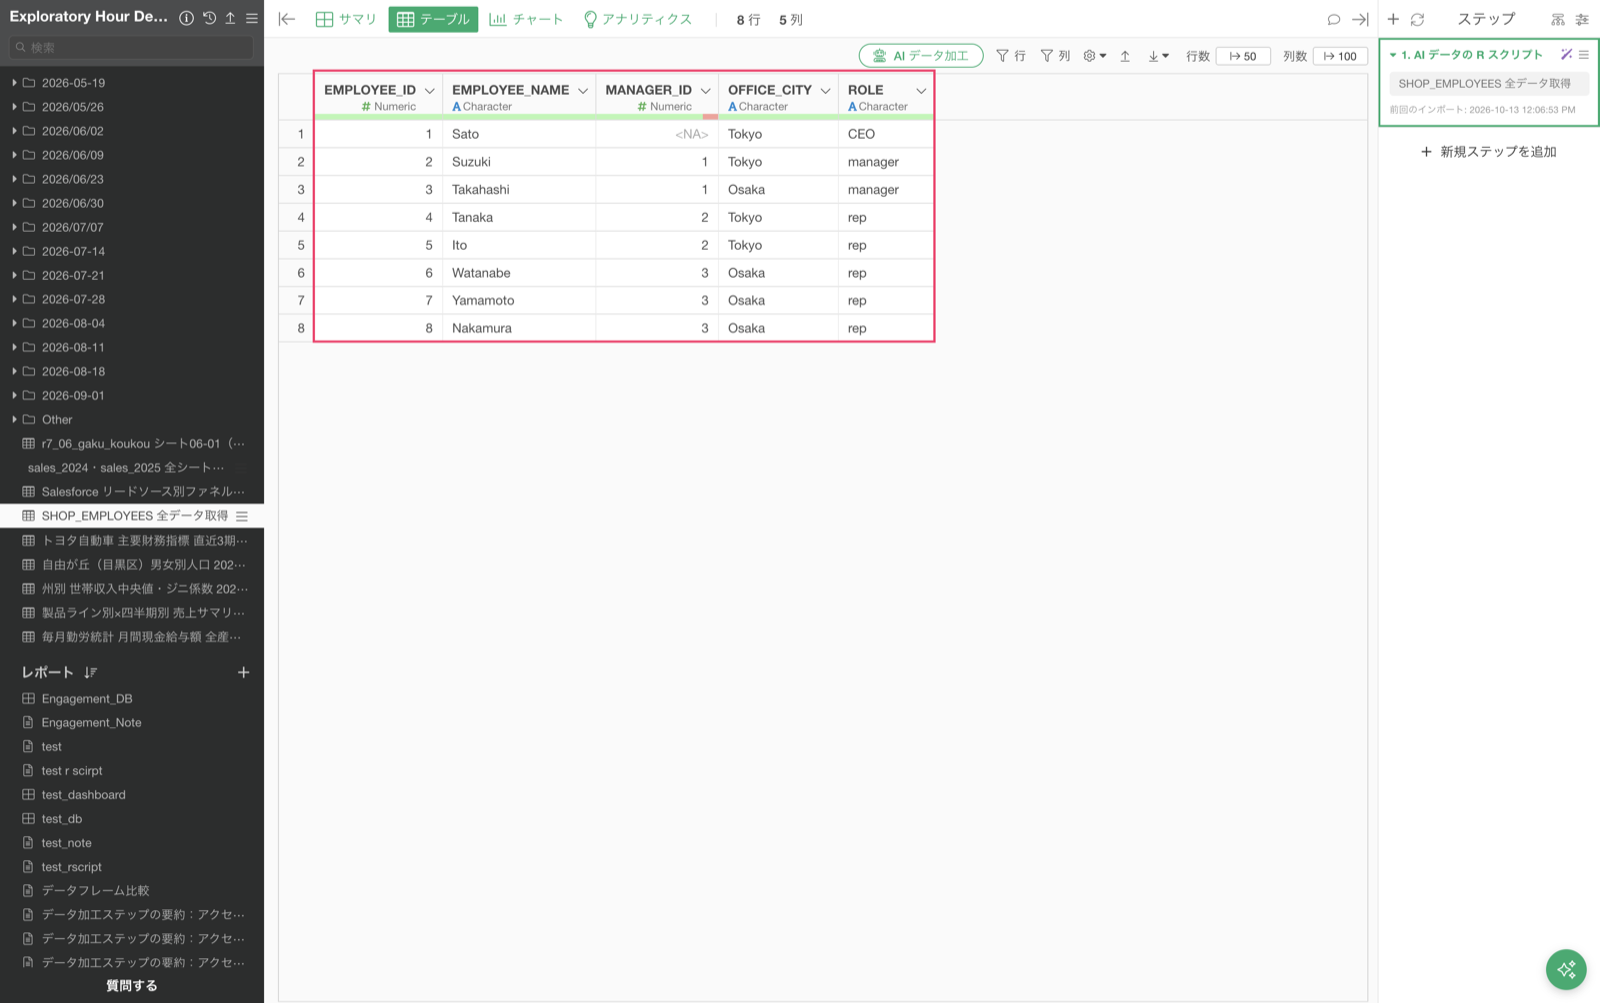 Exploratory Hour De...
検索
2026-05-19
2026/05/26
2026/06/02
2026/06/09
2026/06/23
2026/06/30
2026/07/07
2026-07-14
2026-07-21
2026-07-28
2026-08-04
2026-08-11
2026-08-18
2026-09-01
Other
r7_06_gaku_koukou シート06-01（…
sales_2024・sales_2025 全シート…
Salesforce リードソース別ファネル…
SHOP_EMPLOYEES 全データ取得
トヨタ自動車 主要財務指標 直近3期…
自由が丘（目黒区）男女別人口 202…
州別 世帯収入中央値・ジニ係数 202…
製品ライン別×四半期別 売上サマリ…
毎月勤労統計 月間現金給与額 全産…
レポート
Engagement_DB
Engagement_Note
test
test r scirpt
test_dashboard
test_db
test_note
test_rscript
データフレーム比較
データ加工ステップの要約：アクセ…
データ加工ステップの要約：アクセ…
データ加工ステップの要約：アクセ…
質問する
サマリ テーブル チャート アナリティクス 8 行 5 列
AI データ加工 行 列 行数 50 列数 100
EMPLOYEE_ID EMPLOYEE_NAME MANAGER_ID OFFICE_CITY ROLE
# Numeric A Character # Numeric A Character A Character
1 1 Sato <NA> Tokyo CEO
2 2 Suzuki 1 Tokyo manager
3 3 Takahashi 1 Osaka manager
4 4 Tanaka 2 Tokyo rep
5 5 Ito 2 Tokyo rep
6 6 Watanabe 3 Osaka rep
7 7 Yamamoto 3 Osaka rep
8 8 Nakamura 3 Osaka rep
ステップ
1. AI データの R スクリプト
SHOP_EMPLOYEES 全データ取得
前回のインポート: 2026-10-13 12:06:53 PM
+ 新規ステップを追加